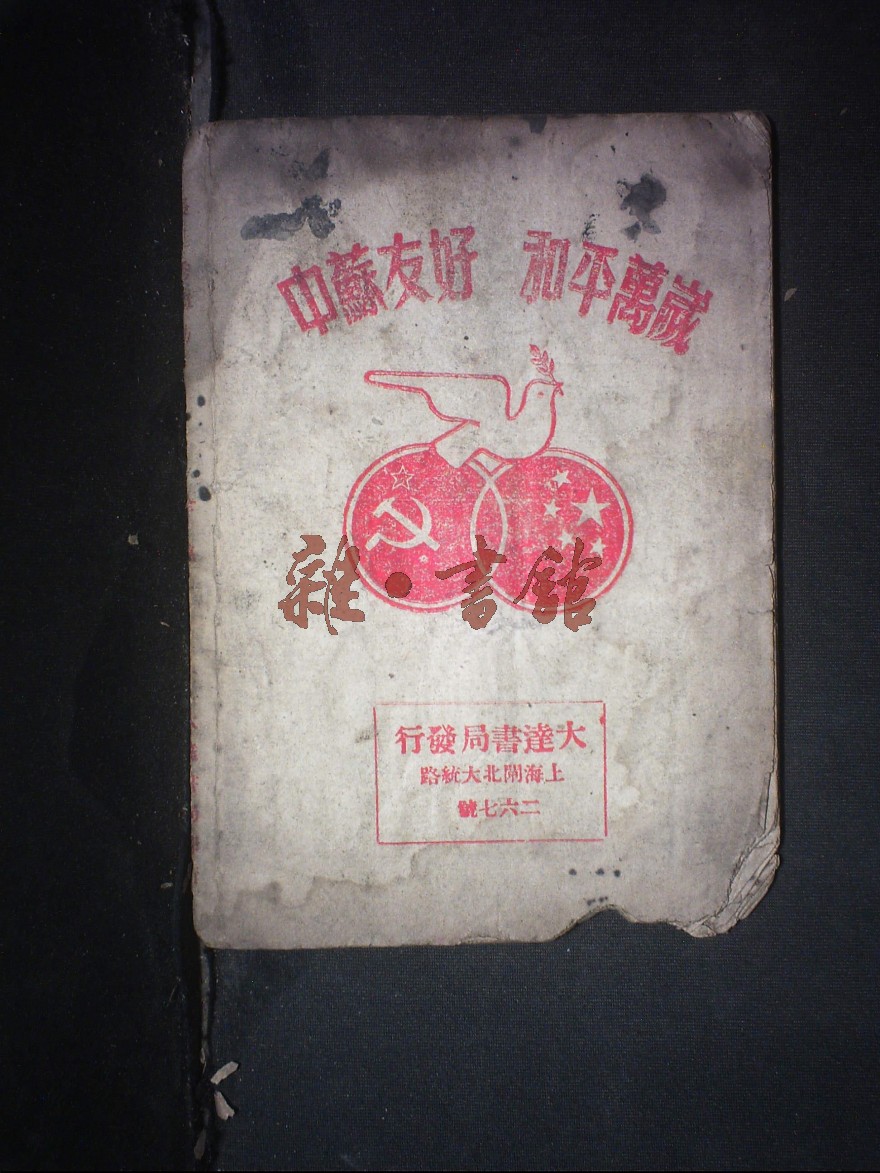 中蘇友好 和平萬歲
雜·書館
大達書局發行
上海閘北大統路
二六七號